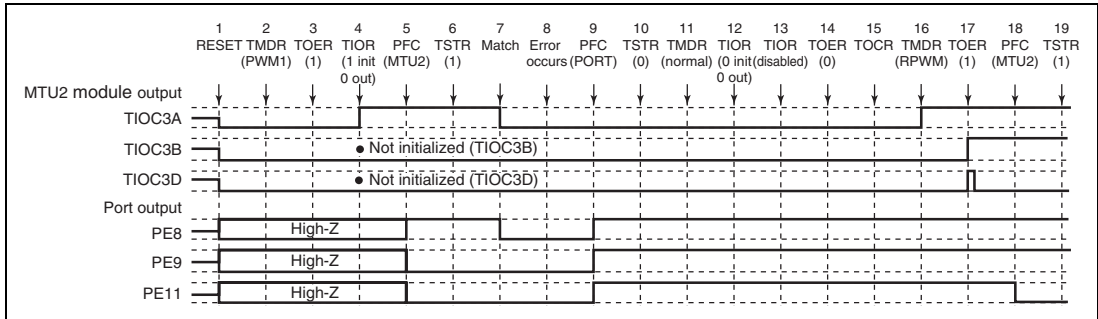 1 2 3 4 5 6 7 8 9 10 11 12 13 14 15 16 17 18 19
RESET TMDR TOER TIOR PFC TSTR Match Error PFC TSTR TMDR TIOR TIOR TOER TOCR TMDR TOER PFC TSTR
(PWM1) (1) (1 init (MTU2) (1) occurs (PORT) (0) (normal) (0 init (disabled) (0) (RPWM) (1) (MTU2) (1)
0 out) 0 out)
MTU2 module output
TIOC3A
TIOC3B • Not initialized (TIOC3B)
TIOC3D • Not initialized (TIOC3D)
Port output
PE8 High-Z
PE9 High-Z
PE11 High-Z